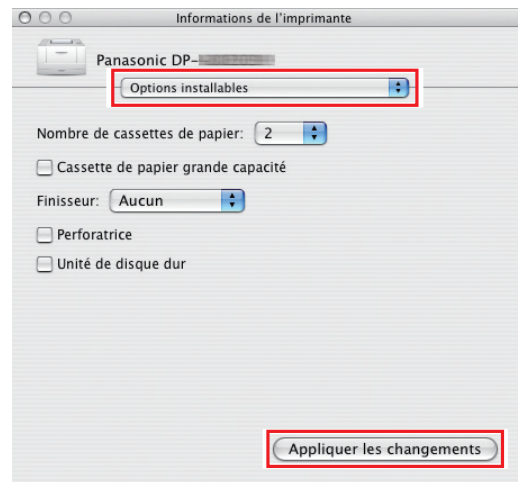 Informations de l'imprimante
Panasonic DP-
Options installables
Nombre de cassettes de papier: 2
Cassette de papier grande capacité
Finisseur: Aucun
Perforatrice
Unité de disque dur
Appliquer les changements